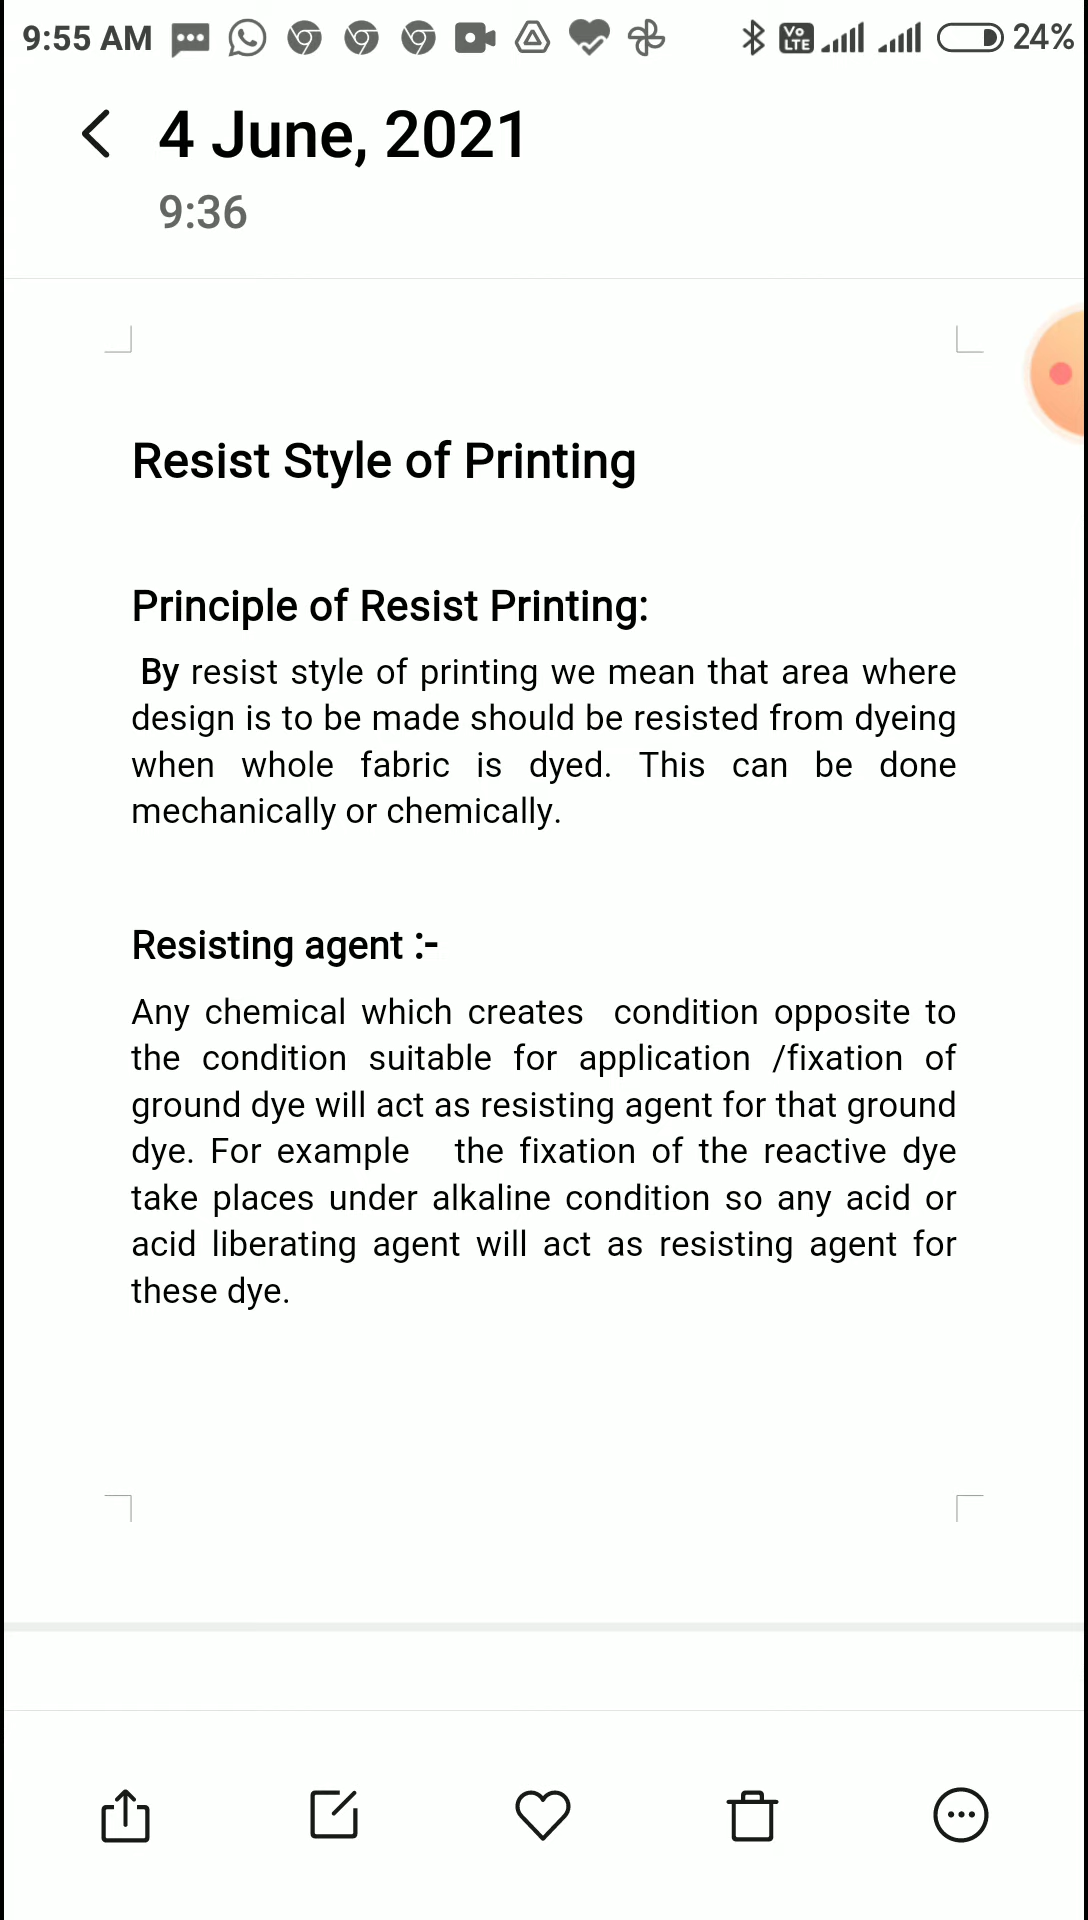 9:55 AM
Vo LTE
24%
4 June, 2021
9:36
Resist Style of Printing
Principle of Resist Printing:
By resist style of printing we mean that area where
design is to be made should be resisted from dyeing
when whole fabric is dyed. This can be done
mechanically or chemically.
Resisting agent :-
Any chemical which creates condition opposite to
the condition suitable for application /fixation of
ground dye will act as resisting agent for that ground
dye. For example the fixation of the reactive dye
take places under alkaline condition so any acid or
acid liberating agent will act as resisting agent for
these dye.